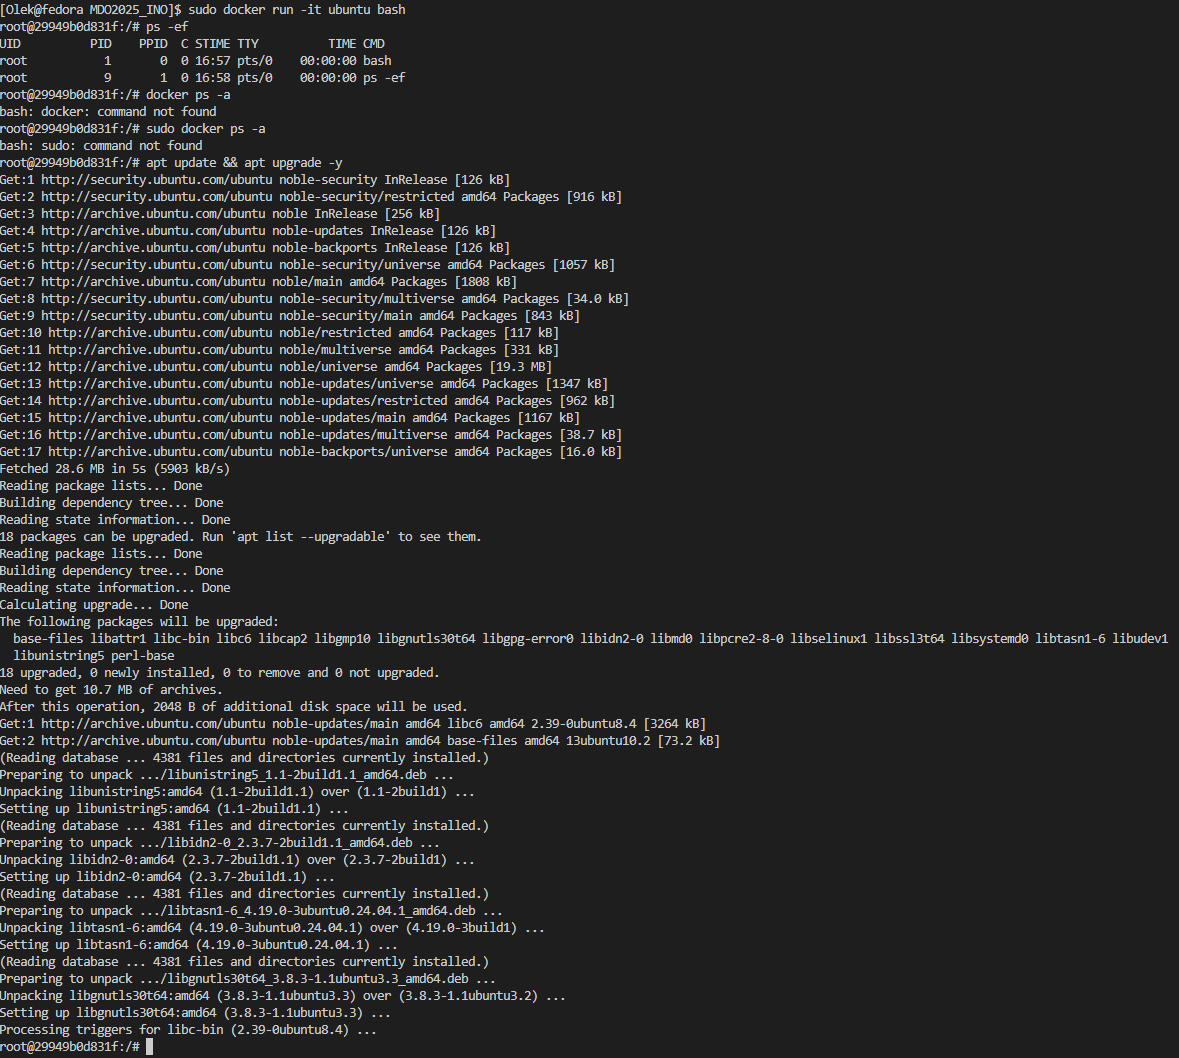 [Olek@fedora MDO2025_INO]$ sudo docker run -it ubuntu bash
root@29949b0d831f:/# ps -ef
UID          PID    PPID  C STIME TTY          TIME CMD
root           1       0  0 16:57 pts/0    00:00:00 bash
root           9       1  0 16:58 pts/0    00:00:00 ps -ef
root@29949b0d831f:/# docker ps -a
bash: docker: command not found
root@29949b0d831f:/# sudo docker ps -a
bash: sudo: command not found
root@29949b0d831f:/# apt update && apt upgrade -y
Get:1 http://security.ubuntu.com/ubuntu noble-security InRelease [126 kB]
Get:2 http://security.ubuntu.com/ubuntu noble-security/restricted amd64 Packages [916 kB]
Get:3 http://archive.ubuntu.com/ubuntu noble InRelease [256 kB]
Get:4 http://archive.ubuntu.com/ubuntu noble-updates InRelease [126 kB]
Get:5 http://archive.ubuntu.com/ubuntu noble-backports InRelease [126 kB]
Get:6 http://security.ubuntu.com/ubuntu noble-security/universe amd64 Packages [1057 kB]
Get:7 http://archive.ubuntu.com/ubuntu noble/main amd64 Packages [1808 kB]
Get:8 http://security.ubuntu.com/ubuntu noble-security/multiverse amd64 Packages [34.0 kB]
Get:9 http://security.ubuntu.com/ubuntu noble-security/main amd64 Packages [843 kB]
Get:10 http://archive.ubuntu.com/ubuntu noble/restricted amd64 Packages [117 kB]
Get:11 http://archive.ubuntu.com/ubuntu noble/multiverse amd64 Packages [331 kB]
Get:12 http://archive.ubuntu.com/ubuntu noble/universe amd64 Packages [19.3 MB]
Get:13 http://archive.ubuntu.com/ubuntu noble-updates/universe amd64 Packages [1347 kB]
Get:14 http://archive.ubuntu.com/ubuntu noble-updates/restricted amd64 Packages [962 kB]
Get:15 http://archive.ubuntu.com/ubuntu noble-updates/main amd64 Packages [1167 kB]
Get:16 http://archive.ubuntu.com/ubuntu noble-updates/multiverse amd64 Packages [38.7 kB]
Get:17 http://archive.ubuntu.com/ubuntu noble-backports/universe amd64 Packages [16.0 kB]
Fetched 28.6 MB in 5s (5903 kB/s)
Reading package lists... Done
Building dependency tree... Done
Reading state information... Done
18 packages can be upgraded. Run 'apt list --upgradable' to see them.
Reading package lists... Done
Building dependency tree... Done
Reading state information... Done
Calculating upgrade... Done
The following packages will be upgraded:
  base-files libattr1 libc-bin libc6 libcap2 libgmp10 libgnutls30t64 libgpg-error0 libidn2-0 libmd0 libpcre2-8-0 libselinux1 libssl3t64 libsystemd0 libtasn1-6 libudev1
  libunistring5 perl-base
18 upgraded, 0 newly installed, 0 to remove and 0 not upgraded.
Need to get 10.7 MB of archives.
After this operation, 2048 B of additional disk space will be used.
Get:1 http://archive.ubuntu.com/ubuntu noble-updates/main amd64 libc6 amd64 2.39-0ubuntu8.4 [3264 kB]
Get:2 http://archive.ubuntu.com/ubuntu noble-updates/main amd64 base-files amd64 13ubuntu10.2 [73.2 kB]
(Reading database ... 4381 files and directories currently installed.)
Preparing to unpack .../libunistring5_1.1-2build1.1_amd64.deb ...
Unpacking libunistring5:amd64 (1.1-2build1.1) over (1.1-2build1) ...
Setting up libunistring5:amd64 (1.1-2build1.1) ...
(Reading database ... 4381 files and directories currently installed.)
Preparing to unpack .../libidn2-0_2.3.7-2build1.1_amd64.deb ...
Unpacking libidn2-0:amd64 (2.3.7-2build1.1) over (2.3.7-2build1) ...
Setting up libidn2-0:amd64 (2.3.7-2build1.1) ...
(Reading database ... 4381 files and directories currently installed.)
Preparing to unpack .../libtasn1-6_4.19.0-3ubuntu0.24.04.1_amd64.deb ...
Unpacking libtasn1-6:amd64 (4.19.0-3ubuntu0.24.04.1) over (4.19.0-3build1) ...
Setting up libtasn1-6:amd64 (4.19.0-3ubuntu0.24.04.1) ...
(Reading database ... 4381 files and directories currently installed.)
Preparing to unpack .../libgnutls30t64_3.8.3-1.1ubuntu3.3_amd64.deb ...
Unpacking libgnutls30t64:amd64 (3.8.3-1.1ubuntu3.3) over (3.8.3-1.1ubuntu3.2) ...
Setting up libgnutls30t64:amd64 (3.8.3-1.1ubuntu3.3) ...
Processing triggers for libc-bin (2.39-0ubuntu8.4) ...
root@29949b0d831f:/#